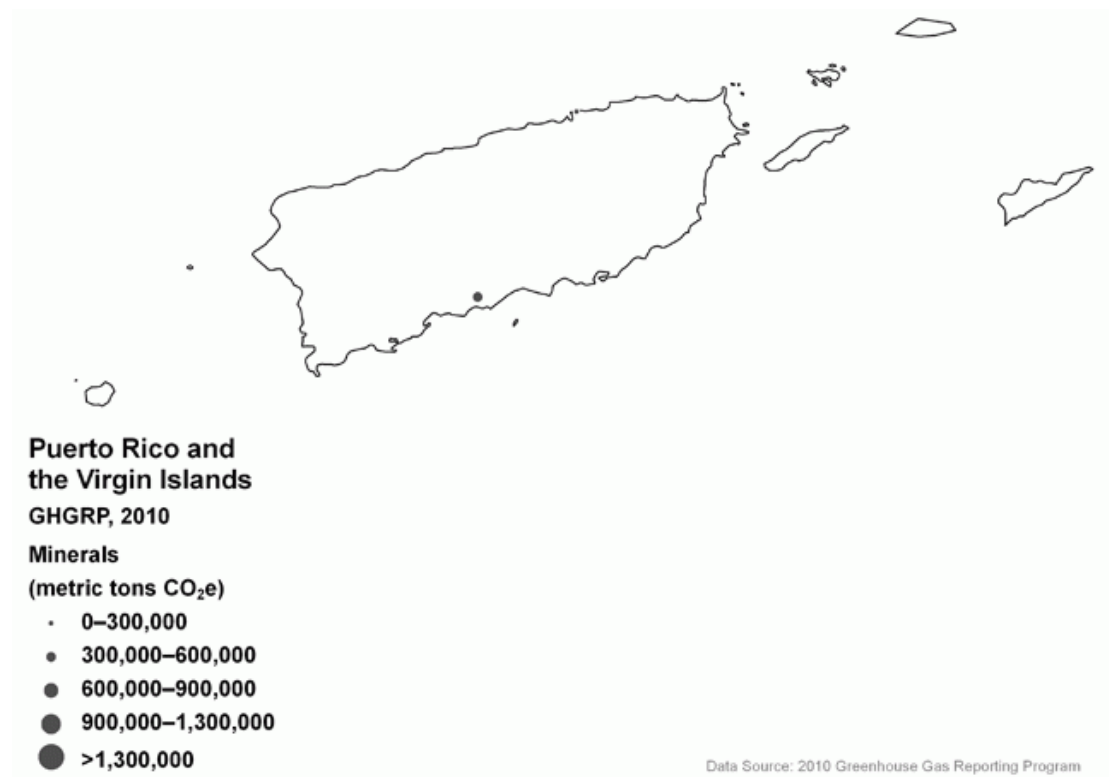 Puerto Rico and
the Virgin Islands
GHGRP, 2010
Minerals
(metric tons CO₂e)
0–300,000
300,000–600,000
600,000–900,000
900,000–1,300,000
>1,300,000
Data Source: 2010 Greenhouse Gas Reporting Program